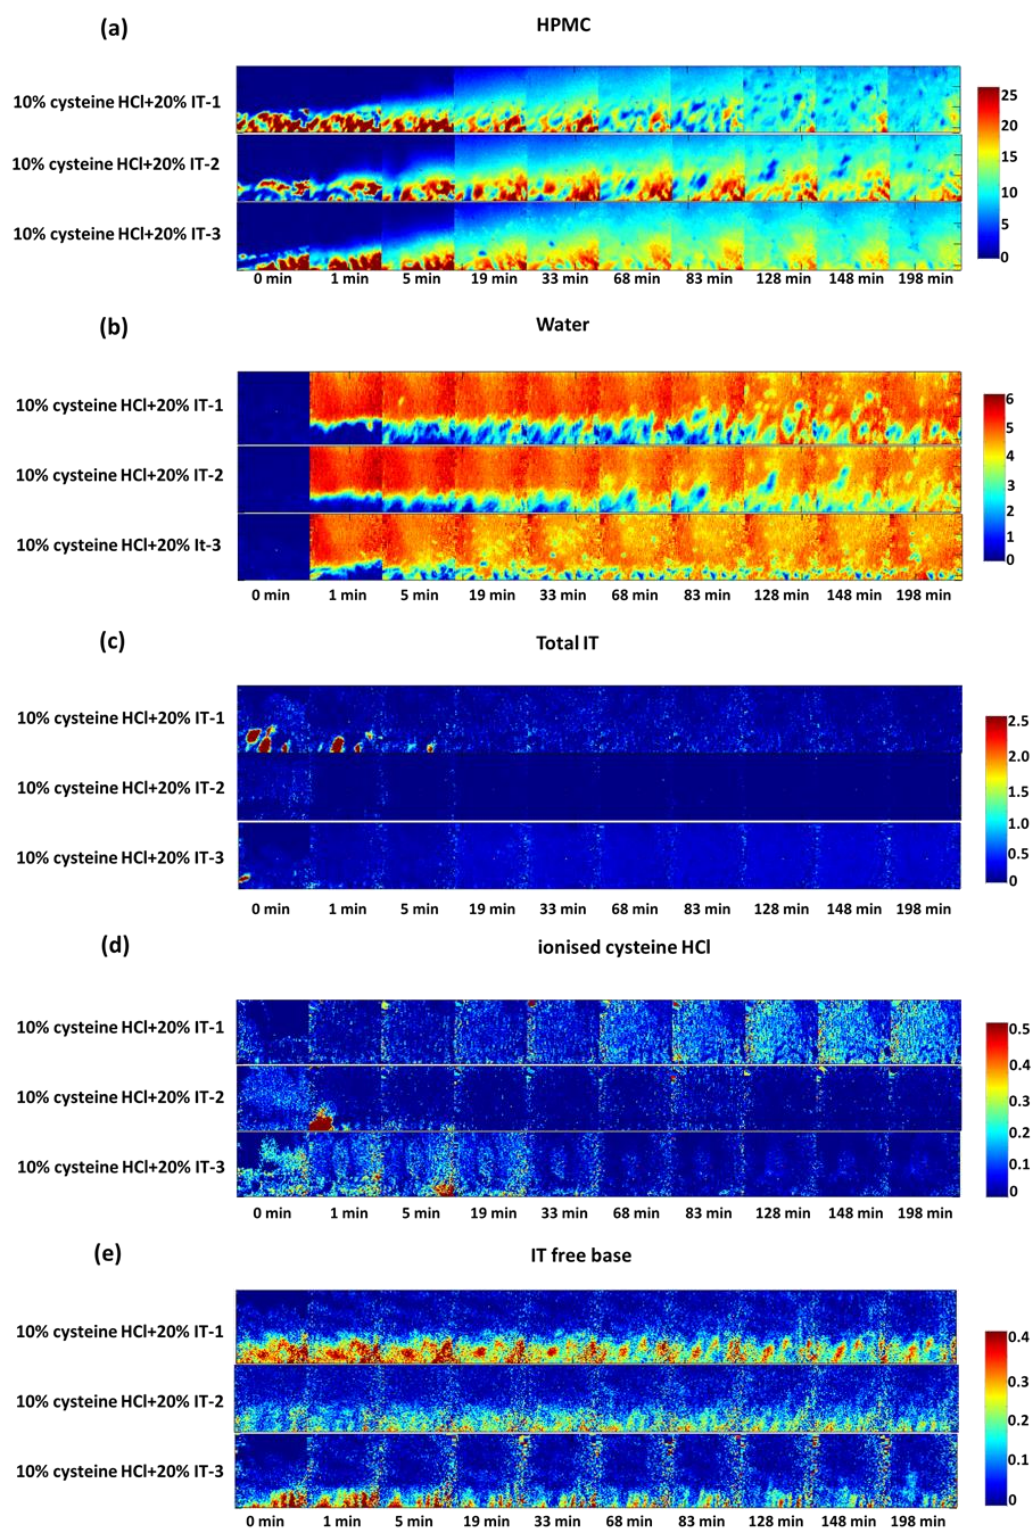 (a) HPMC
10% cysteine HCl+20% IT-1
10% cysteine HCl+20% IT-2
10% cysteine HCl+20% IT-3
25
20
15
10
5
0
0 min 1 min 5 min 19 min 33 min 68 min 83 min 128 min 148 min 198 min
(b) Water
10% cysteine HCl+20% IT-1
10% cysteine HCl+20% IT-2
10% cysteine HCl+20% It-3
6
5
4
3
2
1
0
0 min 1 min 5 min 19 min 33 min 68 min 83 min 128 min 148 min 198 min
(c) Total IT
10% cysteine HCl+20% IT-1
10% cysteine HCl+20% IT-2
10% cysteine HCl+20% IT-3
2.5
2.0
1.5
1.0
0.5
0
0 min 1 min 5 min 19 min 33 min 68 min 83 min 128 min 148 min 198 min
(d) ionised cysteine HCl
10% cysteine HCl+20% IT-1
10% cysteine HCl+20% IT-2
10% cysteine HCl+20% IT-3
0.5
0.4
0.3
0.2
0.1
0
0 min 1 min 5 min 19 min 33 min 68 min 83 min 128 min 148 min 198 min
(e) IT free base
10% cysteine HCl+20% IT-1
10% cysteine HCl+20% IT-2
10% cysteine HCl+20% IT-3
0.4
0.3
0.2
0.1
0
0 min 1 min 5 min 19 min 33 min 68 min 83 min 128 min 148 min 198 min